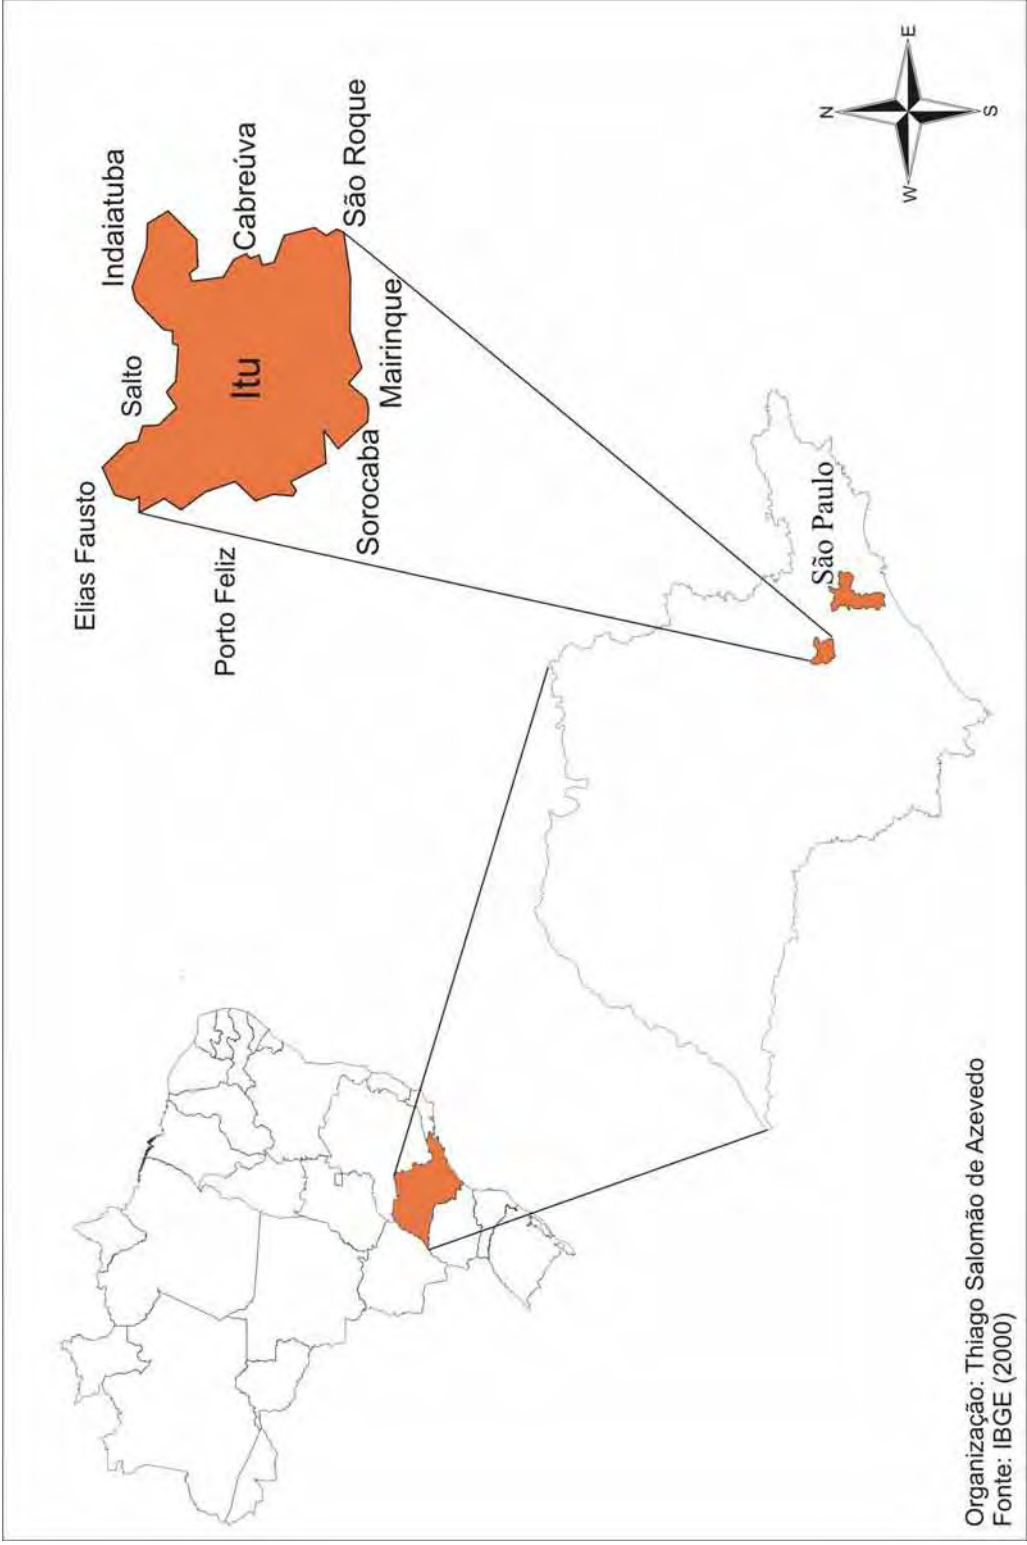 Elias Fausto
Salto
Indaiatuba
Porto Feliz
Itu
Cabreúva
Sorocaba
Mairinque
São Roque
São Paulo
N
W
E
S
Organização: Thiago Salomão de Azevedo
Fonte: IBGE (2000)